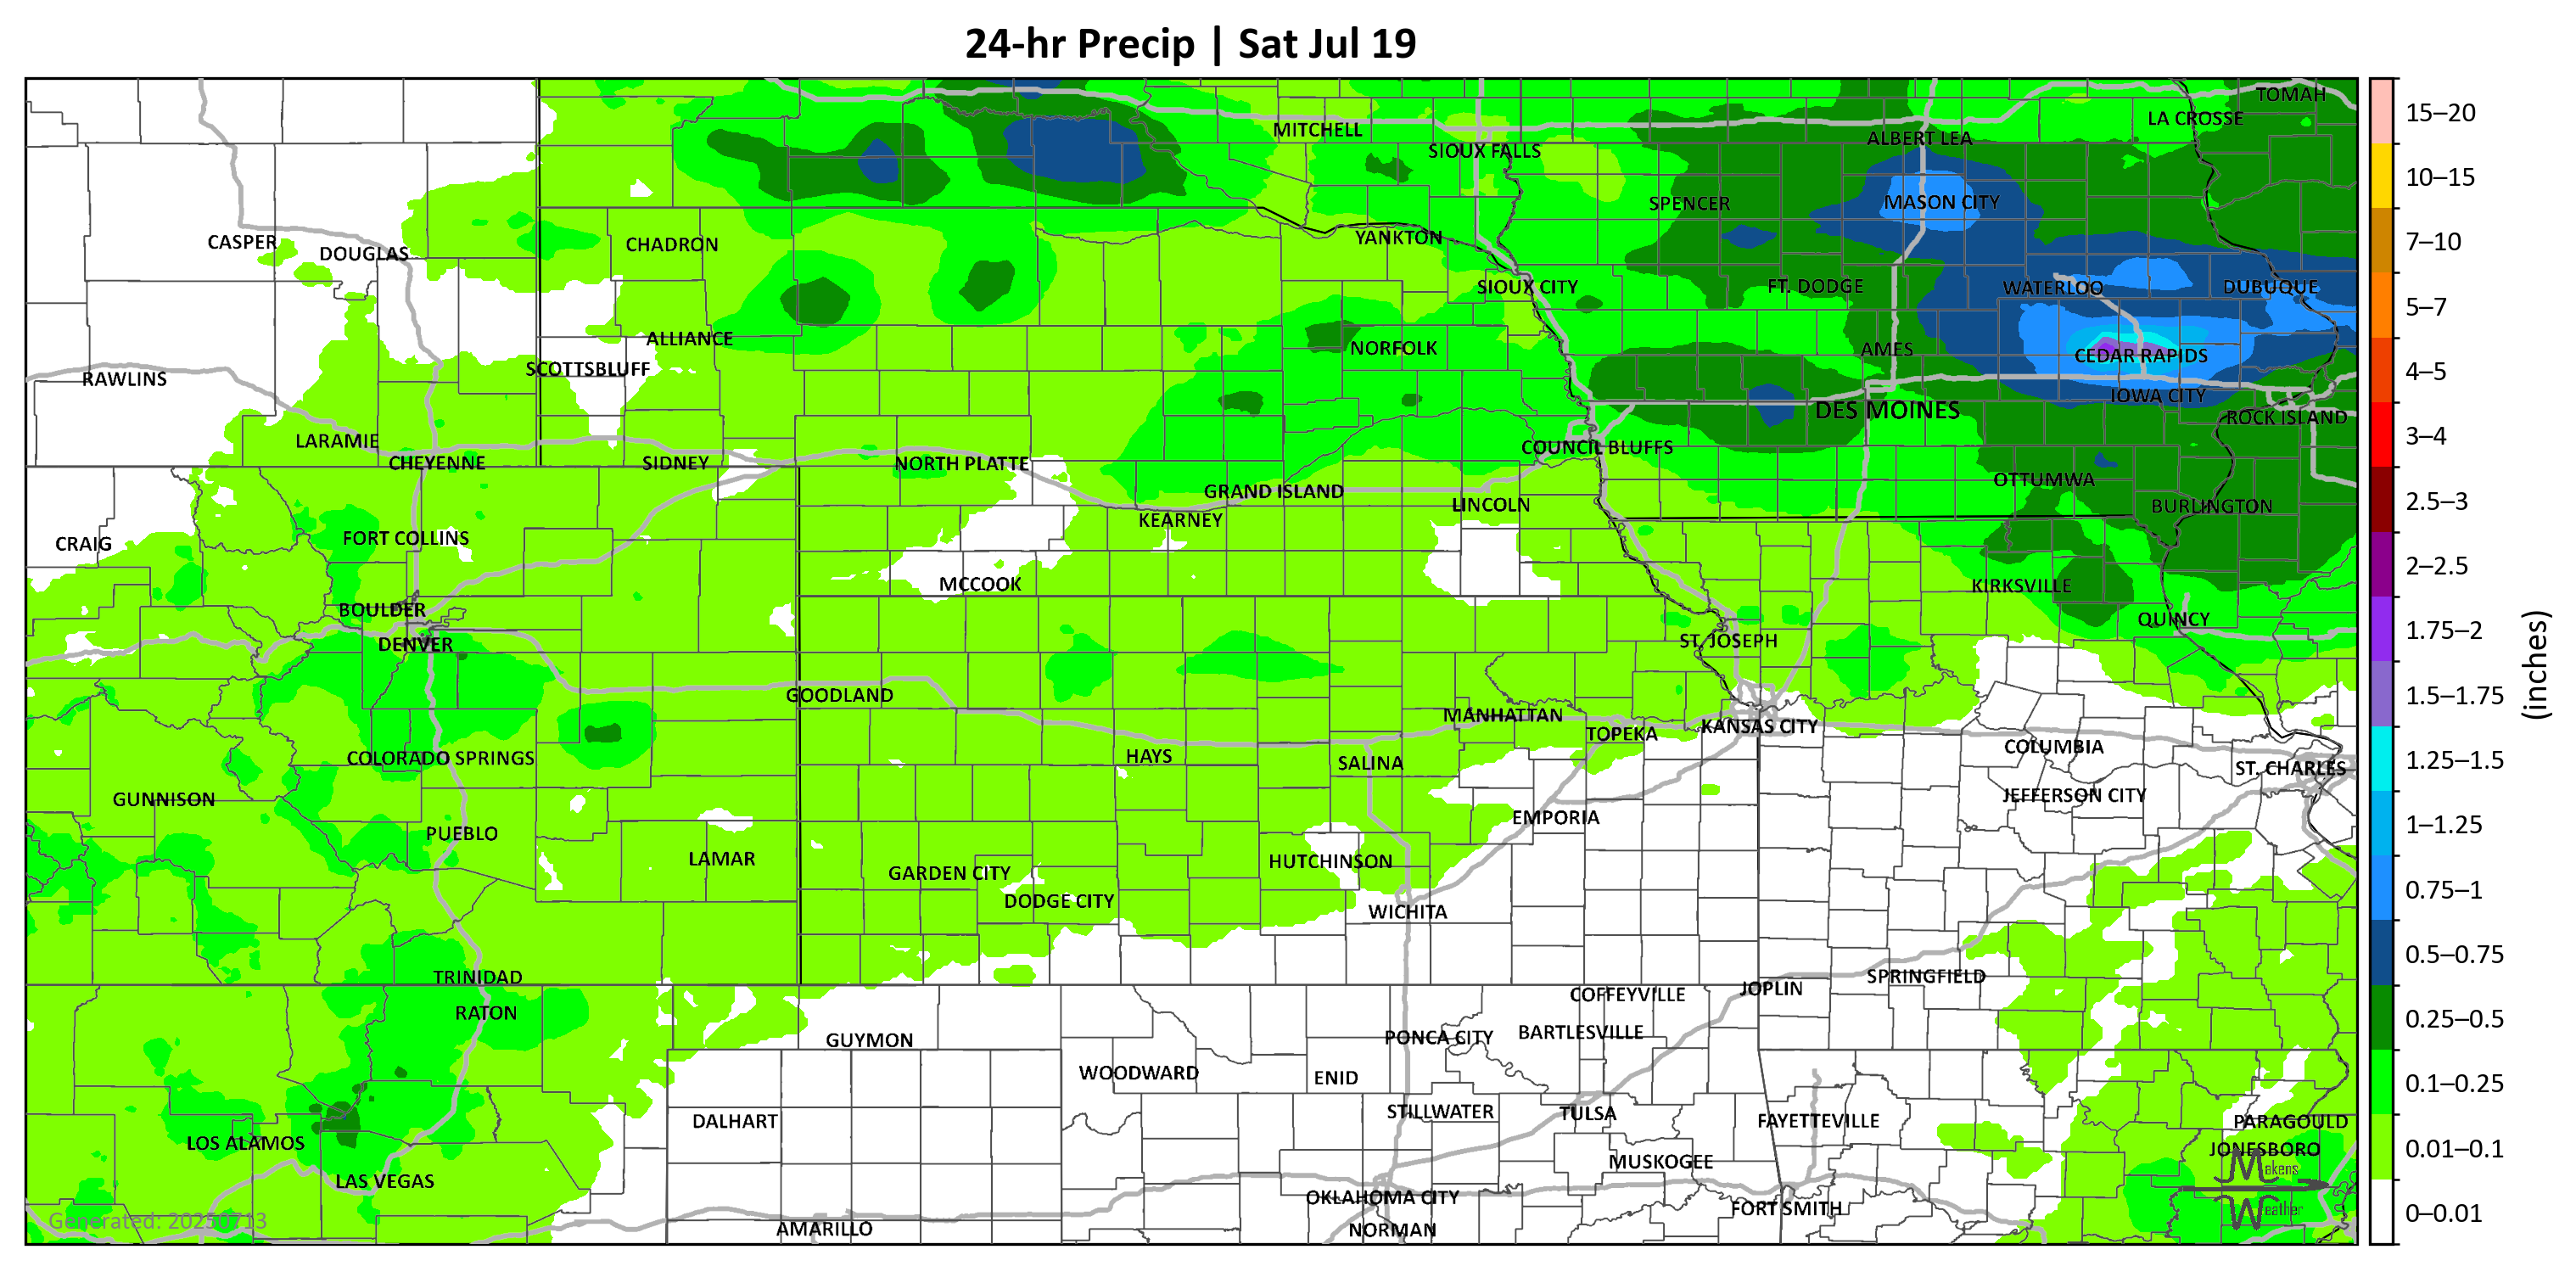 24-hr Precip | Sat Jul 19
TOMAH
LA CROSSE
MITCHELL
ALBERT LEA
SIOUX FALLS
SPENCER
MASON CITY
CASPER
DOUGLAS
CHADRON
YANKTON
SIOUX CITY
FT. DODGE
WATERLOO
DUBUQUE
ALLIANCE
NORFOLK
AMES
CEDAR RAPIDS
SCOTTSBLUFF
RAWLINS
IOWA CITY
DES MOINES
ROCK ISLAND
LARAMIE
COUNCIL BLUFFS
CHEYENNE
SIDNEY
NORTH PLATTE
OTTUMWA
GRAND ISLAND
LINCOLN
BURLINGTON
KEARNEY
FORT COLLINS
CRAIG
MCCOOK
KIRKSVILLE
BOULDER
QUINCY
DENVER
ST. JOSEPH
GOODLAND
MANHATTAN
TOPEKA
KANSAS CITY
COLUMBIA
COLORADO SPRINGS
HAYS
SALINA
ST. CHARLES
GUNNISON
JEFFERSON CITY
EMPORIA
PUEBLO
LAMAR
HUTCHINSON
GARDEN CITY
DODGE CITY
WICHITA
TRINIDAD
SPRINGFIELD
JOPLIN
COFFEYVILLE
RATON
GUYMON
PONCA CITY
BARTLESVILLE
WOODWARD
ENID
DALHART
STILLWATER
TULSA
FAYETTEVILLE
PARAGOULD
LOS ALAMOS
JONESBORO
MUSKOGEE
LAS VEGAS
OKLAHOMA CITY
FORT SMITH
AMARILLO
NORMAN
Makens
Weather
Generated: 20250713
15–20
10–15
7–10
5–7
4–5
3–4
2.5–3
2–2.5
1.75–2
1.5–1.75
1.25–1.5
1–1.25
0.75–1
0.5–0.75
0.25–0.5
0.1–0.25
0.01–0.1
0–0.01
(inches)